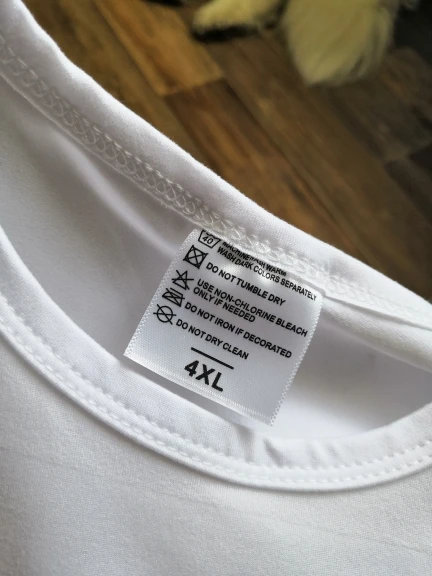 40 MACHINE WASH WARM
WASH DARK COLORS SEPARATELY
DO NOT TUMBLE DRY
USE NON-CHLORINE BLEACH
ONLY IF NEEDED
DO NOT IRON IF DECORATED
DO NOT DRY CLEAN
4XL